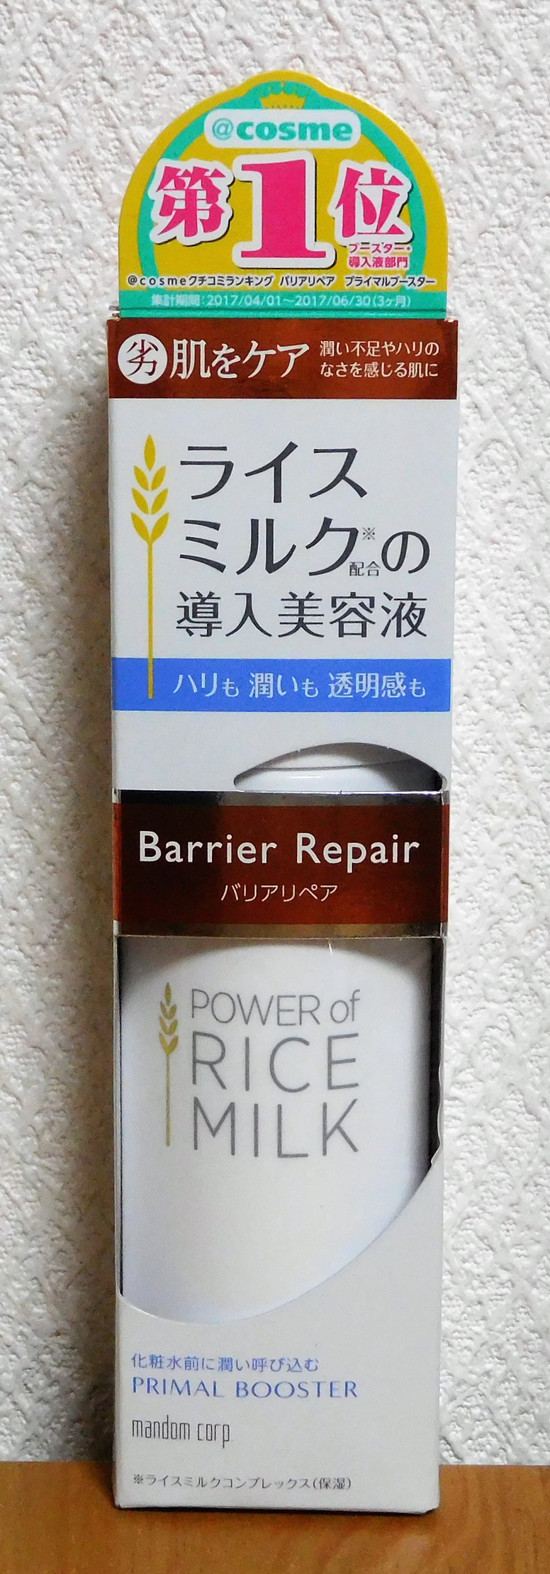 @cosme
第1位
ブースター・
導入液部門
@cosmeクチコミランキング バリアリペア プライマルブースター
集計期間：2017/04/01～2017/06/30(3ヶ月)
劣肌をケア
潤い不足やハリの
なさを感じる肌に
ライス
ミルク※配合の
導入美容液
ハリも 潤いも 透明感も
Barrier Repair
バリアリペア
POWER of
RICE
MILK
化粧水前に潤い呼び込む
PRIMAL BOOSTER
mandom corp.
※ライスミルクコンプレックス(保湿)